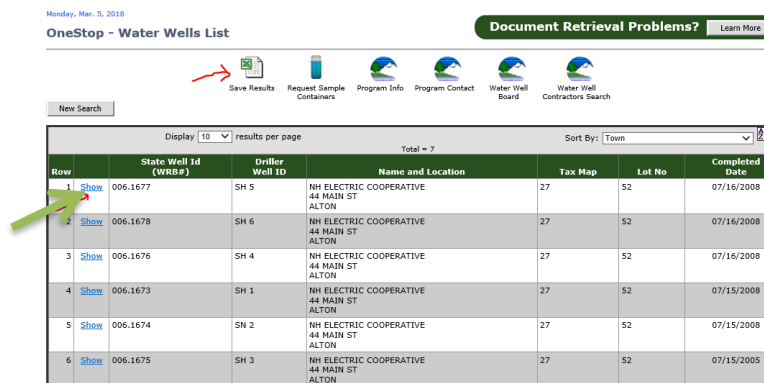 Monday, Mar. 5, 2018
OneStop - Water Wells List
Document Retrieval Problems? Learn More
Save Results Request Sample Containers Program Info Program Contact Water Well Board Water Well Contractors Search
New Search
Display 10 results per page Sort By: Town
Total = 7
Row State Well Id (WRB#) Driller Well ID Name and Location Tax Map Lot No Completed Date
1 Show 006.1677 SH 5 NH ELECTRIC COOPERATIVE 27 52 07/16/2008
44 MAIN ST
ALTON
2 Show 006.1678 SH 6 NH ELECTRIC COOPERATIVE 27 52 07/16/2008
44 MAIN ST
ALTON
3 Show 006.1676 SH 4 NH ELECTRIC COOPERATIVE 27 52 07/16/2008
44 MAIN ST
ALTON
4 Show 006.1673 SH 1 NH ELECTRIC COOPERATIVE 27 52 07/15/2008
44 MAIN ST
ALTON
5 Show 006.1674 SN 2 NH ELECTRIC COOPERATIVE 27 52 07/15/2008
44 MAIN ST
ALTON
6 Show 006.1675 SH 3 NH ELECTRIC COOPERATIVE 27 52 07/15/2005
44 MAIN ST
ALTON